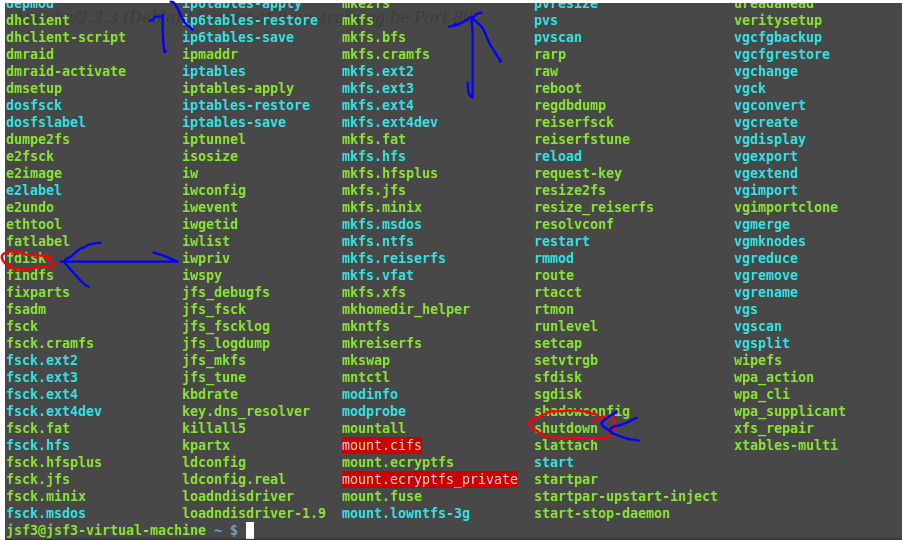 depmod ip6tables-apply mke2fs pvresize ureadahead
dhclient ip6tables-restore mkfs pvs veritysetup
dhclient-script ip6tables-save mkfs.bfs pvscan vgcfgbackup
dmraid ipmaddr mkfs.cramfs rarp vgcfgrestore
dmraid-activate iptables mkfs.ext2 raw vgchange
dmsetup iptables-apply mkfs.ext3 reboot vgck
dosfsck iptables-restore mkfs.ext4 regdbdump vgconvert
dosfslabel iptables-save mkfs.ext4dev reiserfsck vgcreate
dumpe2fs iptunnel mkfs.fat reiserfstune vgdisplay
e2fsck isosize mkfs.hfs reload vgexport
e2image iw mkfs.hfsplus request-key vgextend
e2label iwconfig mkfs.jfs resize2fs vgimport
e2undo iwevent mkfs.minix resize_reiserfs vgimportclone
ethtool iwgetid mkfs.msdos resolvconf vgmerge
fatlabel iwlist mkfs.ntfs restart vgmknodes
fdisk iwpriv mkfs.reiserfs rmmod vgreduce
findfs iwspy mkfs.vfat route vgremove
fixparts jfs_debugfs mkfs.xfs rtacct vgrename
fsadm jfs_fsck mkhomedir_helper rtmon vgs
fsck jfs_fscklog mkntfs runlevel vgscan
fsck.cramfs jfs_logdump mkreiserfs setcap vgsplit
fsck.ext2 jfs_mkfs mkswap setvtrgb wipefs
fsck.ext3 jfs_tune mntctl sfdisk wpa_action
fsck.ext4 kbdrate modinfo sgdisk wpa_cli
fsck.ext4dev key.dns_resolver modprobe shadowconfig wpa_supplicant
fsck.fat killall5 mountall shutdown xfs_repair
fsck.hfs kpartx mount.cifs slattach xtables-multi
fsck.hfsplus ldconfig mount.ecryptfs start
fsck.jfs ldconfig.real mount.ecryptfs_private startpar
fsck.minix loadndisdriver mount.fuse startpar-upstart-inject
fsck.msdos loadndisdriver-1.9 mount.lowntfs-3g start-stop-daemon
jsf3@jsf3-virtual-machine ~ $